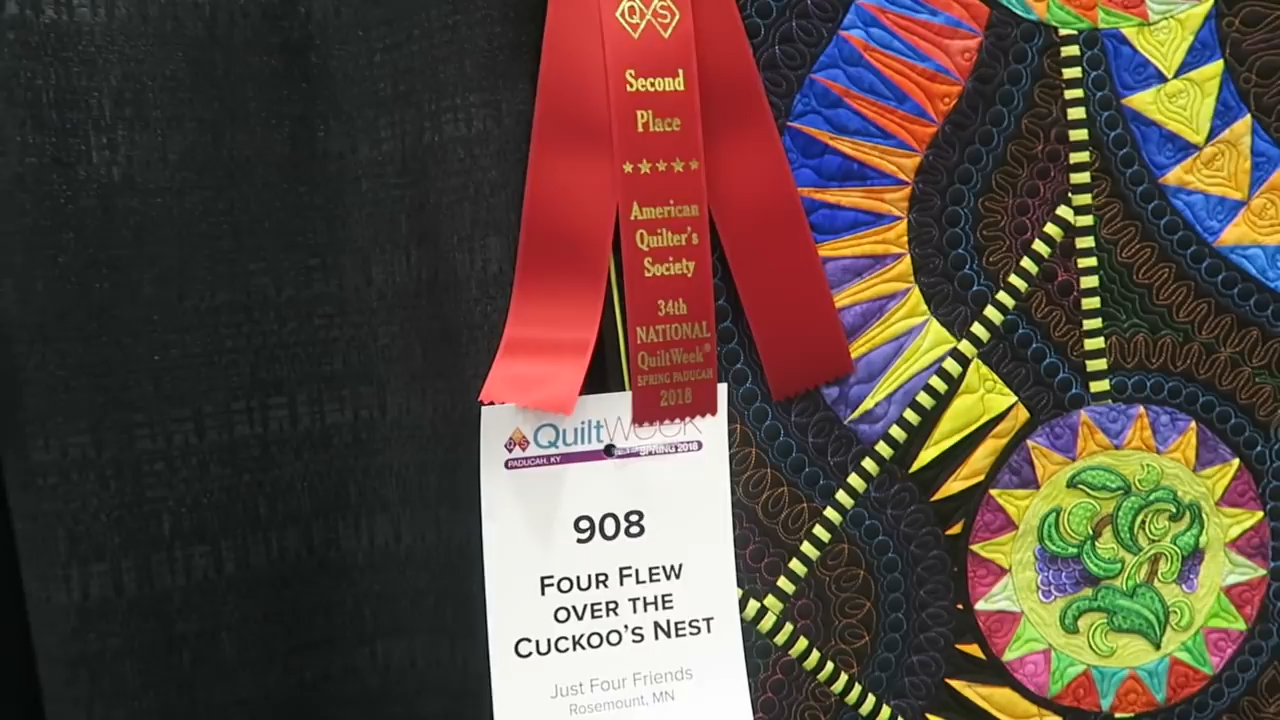 QS
Second
Place
American
Quilter's
Society
34th
NATIONAL
QuiltWeek®
SPRING PADUCAH
2018
QS QuiltWeek
PADUCAH, KY SPRING 2018
908
FOUR FLEW
OVER THE
CUCKOO'S NEST
Just Four Friends
Rosemount, MN